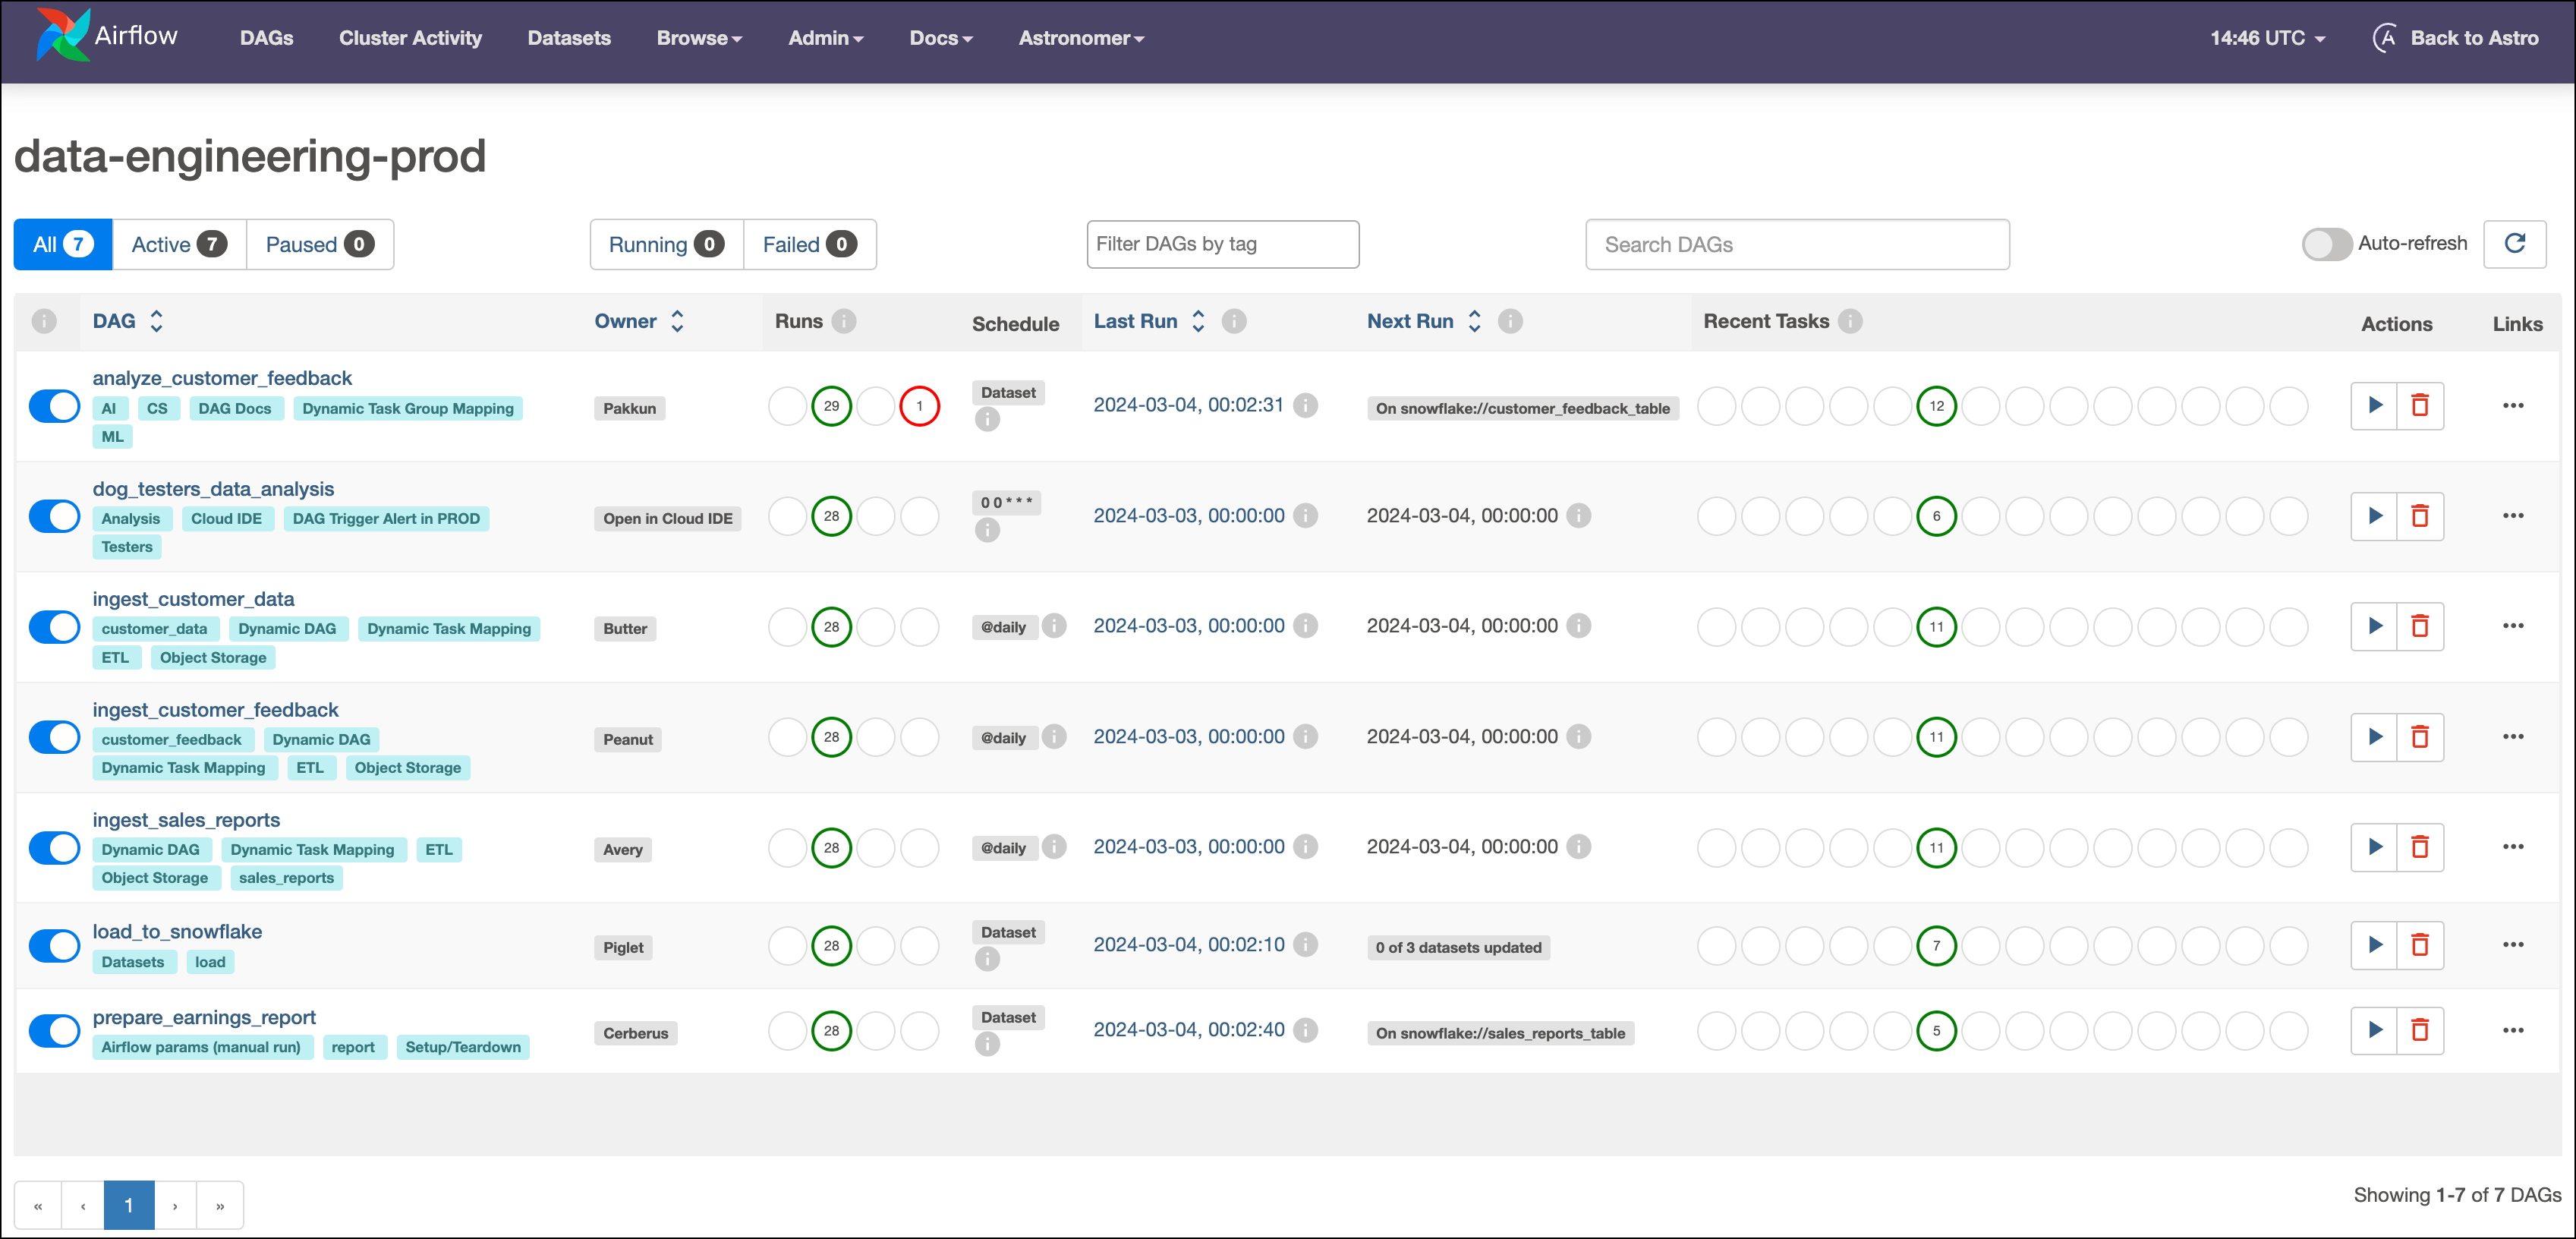 Airflow DAGs Cluster Activity Datasets Browse Admin Docs Astronomer 14:46 UTC Back to Astro
data-engineering-prod
All 7 Active 7 Paused 0 Running 0 Failed 0 Filter DAGs by tag Search DAGs Auto-refresh
DAG Owner Runs Schedule Last Run Next Run Recent Tasks Actions Links
analyze_customer_feedback
AI CS DAG Docs Dynamic Task Group Mapping
ML
Pakkun 29 1 Dataset 2024-03-04, 00:02:31 On snowflake://customer_feedback_table 12
dog_testers_data_analysis
Analysis Cloud IDE DAG Trigger Alert in PROD
Testers
Open in Cloud IDE 28 0 0 * * * 2024-03-03, 00:00:00 2024-03-04, 00:00:00 6
ingest_customer_data
customer_data Dynamic DAG Dynamic Task Mapping
ETL Object Storage
Butter 28 @daily 2024-03-03, 00:00:00 2024-03-04, 00:00:00 11
ingest_customer_feedback
customer_feedback Dynamic DAG
Dynamic Task Mapping ETL Object Storage
Peanut 28 @daily 2024-03-03, 00:00:00 2024-03-04, 00:00:00 11
ingest_sales_reports
Dynamic DAG Dynamic Task Mapping ETL
Object Storage sales_reports
Avery 28 @daily 2024-03-03, 00:00:00 2024-03-04, 00:00:00 11
load_to_snowflake
Datasets load
Piglet 28 Dataset 2024-03-04, 00:02:10 0 of 3 datasets updated 7
prepare_earnings_report
Airflow params (manual run) report Setup/Teardown
Cerberus 28 Dataset 2024-03-04, 00:02:40 On snowflake://sales_reports_table 5
« ‹ 1 › »
Showing 1-7 of 7 DAGs